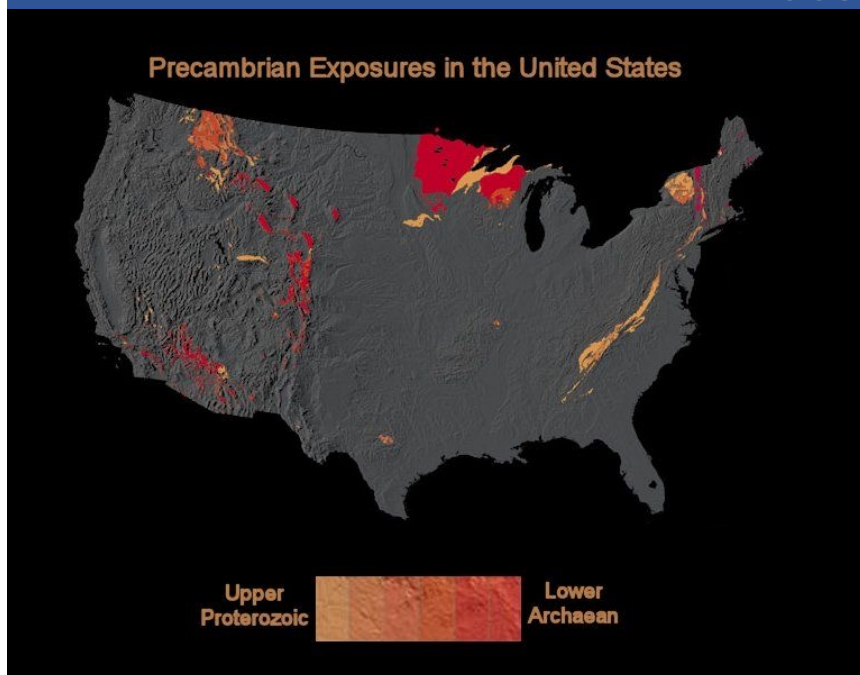 Precambrian Exposures in the United States
Upper
Proterozoic
Lower
Archaean